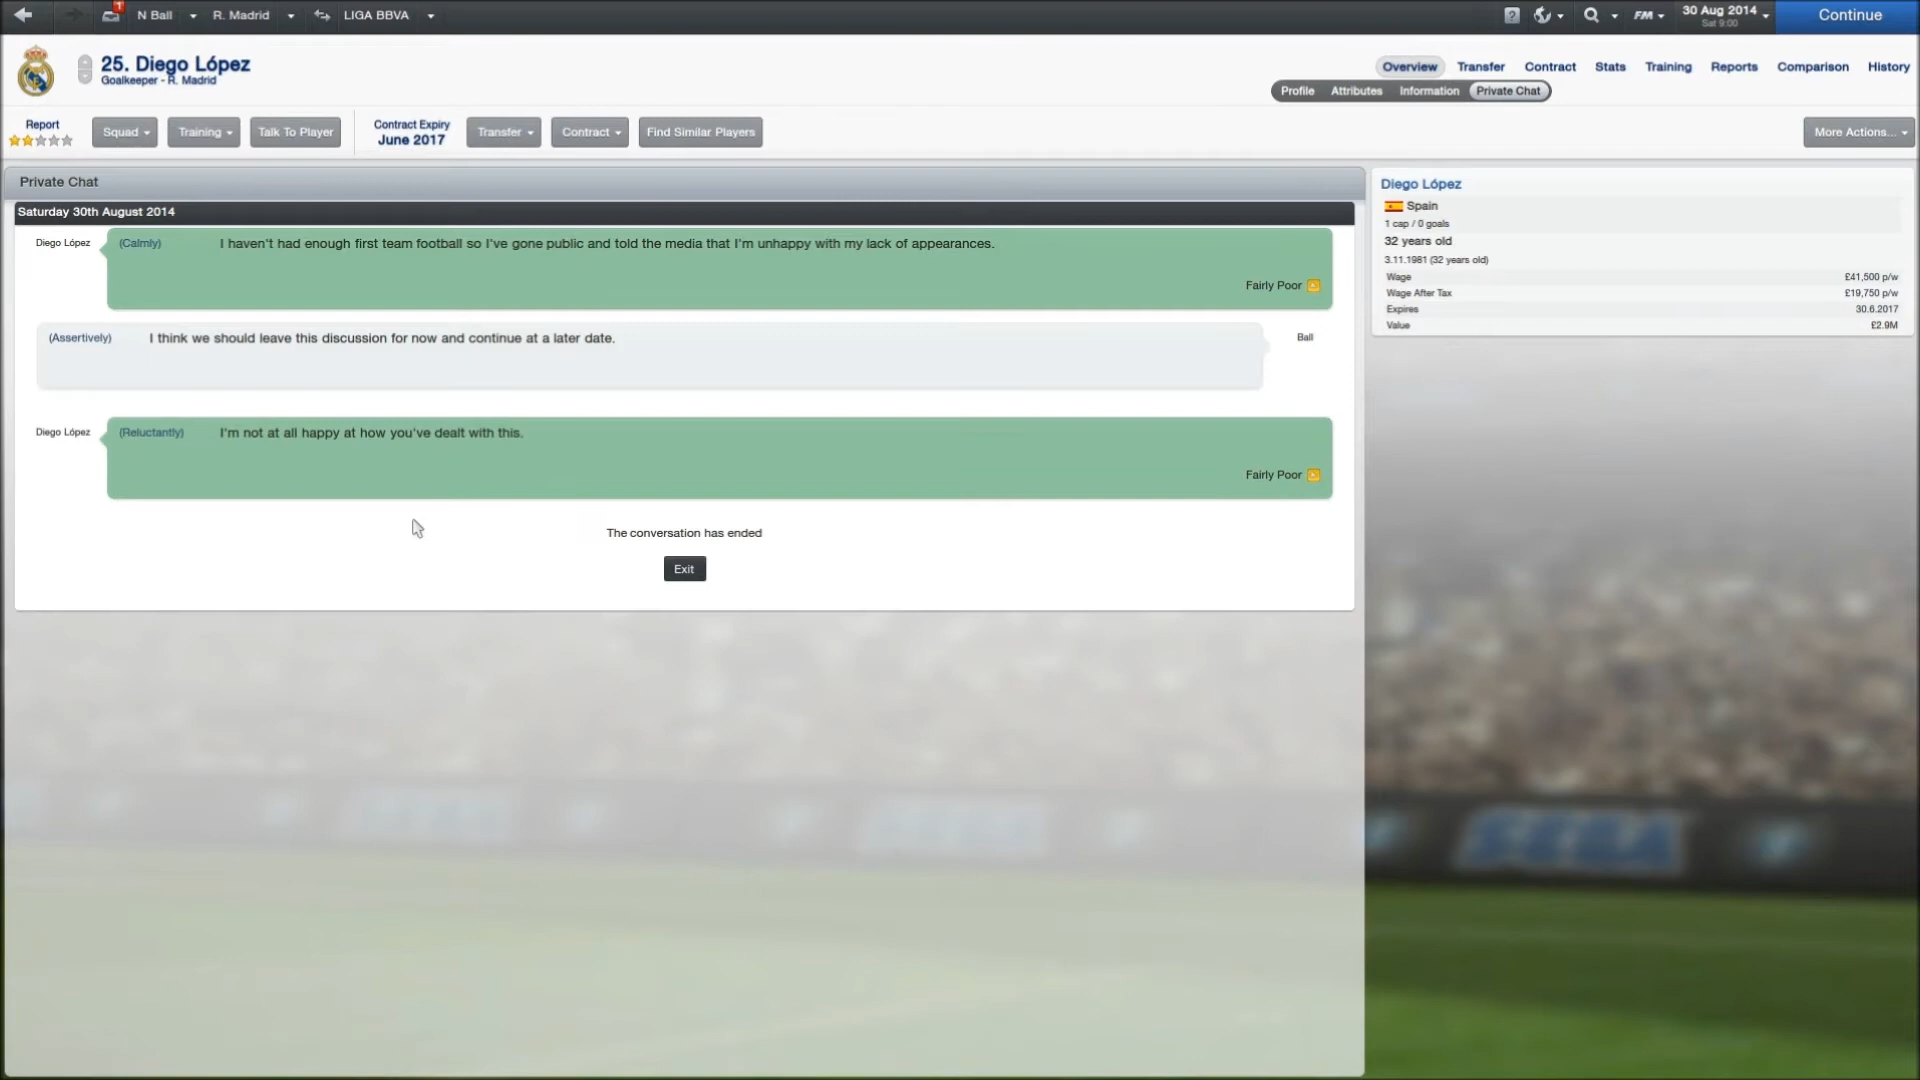 1
N Ball R. Madrid LIGA BBVA FM 30 Aug 2014 Continue
Sat 9:00
25. Diego López
Goalkeeper - R. Madrid
Overview Transfer Contract Stats Training Reports Comparison History
Profile Attributes Information Private Chat
Report Squad Training Talk To Player Contract Expiry Transfer Contract Find Similar Players More Actions...
June 2017
Private Chat
Saturday 30th August 2014
Diego López (Calmly) I haven't had enough first team football so I've gone public and told the media that I'm unhappy with my lack of appearances.
Fairly Poor
(Assertively) I think we should leave this discussion for now and continue at a later date. Ball
Diego López (Reluctantly) I'm not at all happy at how you've dealt with this.
Fairly Poor
The conversation has ended
Exit
Diego López
Spain
1 cap / 0 goals
32 years old
3.11.1981 (32 years old)
Wage £41,500 p/w
Wage After Tax £19,750 p/w
Expires 30.6.2017
Value £2.9M
SEGA